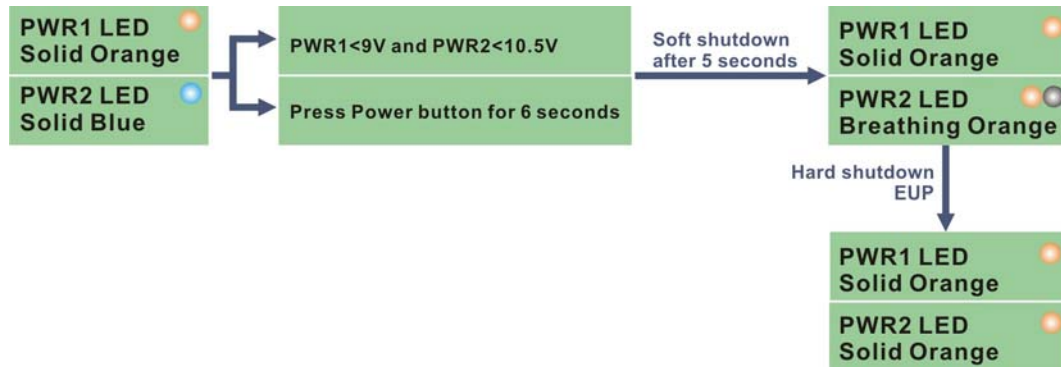 PWR1 LED
Solid Orange
PWR2 LED
Solid Blue
PWR1<9V and PWR2<10.5V
Press Power button for 6 seconds
Soft shutdown
after 5 seconds
PWR1 LED
Solid Orange
PWR2 LED
Breathing Orange
Hard shutdown
EUP
PWR1 LED
Solid Orange
PWR2 LED
Solid Orange